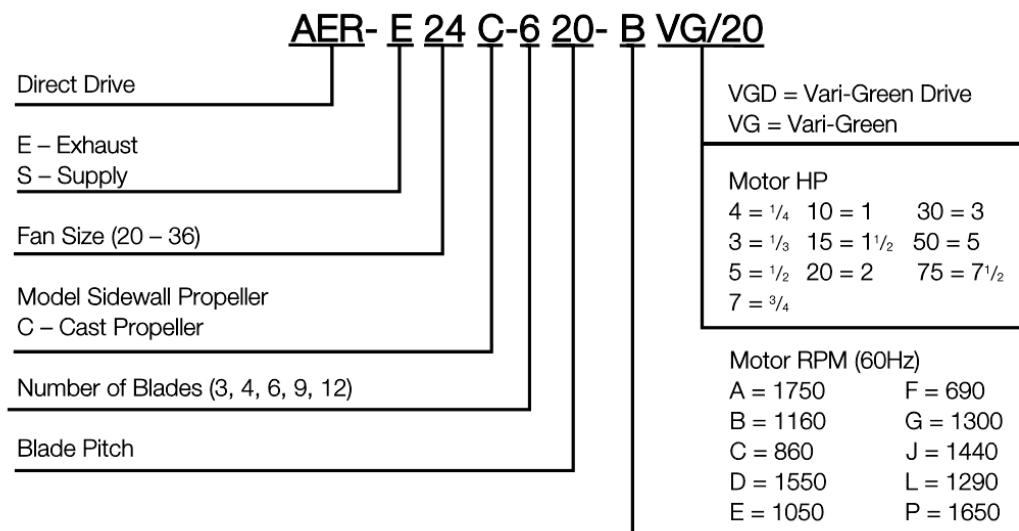 AER- E 24 C-6 20- B VG/20
Direct Drive
E – Exhaust
S – Supply
Fan Size (20 – 36)
Model Sidewall Propeller
C – Cast Propeller
Number of Blades (3, 4, 6, 9, 12)
Blade Pitch
VGD = Vari-Green Drive
VG = Vari-Green
Motor HP
4 = 1/4 10 = 1 30 = 3
3 = 1/3 15 = 1 1/2 50 = 5
5 = 1/2 20 = 2 75 = 7 1/2
7 = 3/4
Motor RPM (60Hz)
A = 1750 F = 690
B = 1160 G = 1300
C = 860 J = 1440
D = 1550 L = 1290
E = 1050 P = 1650